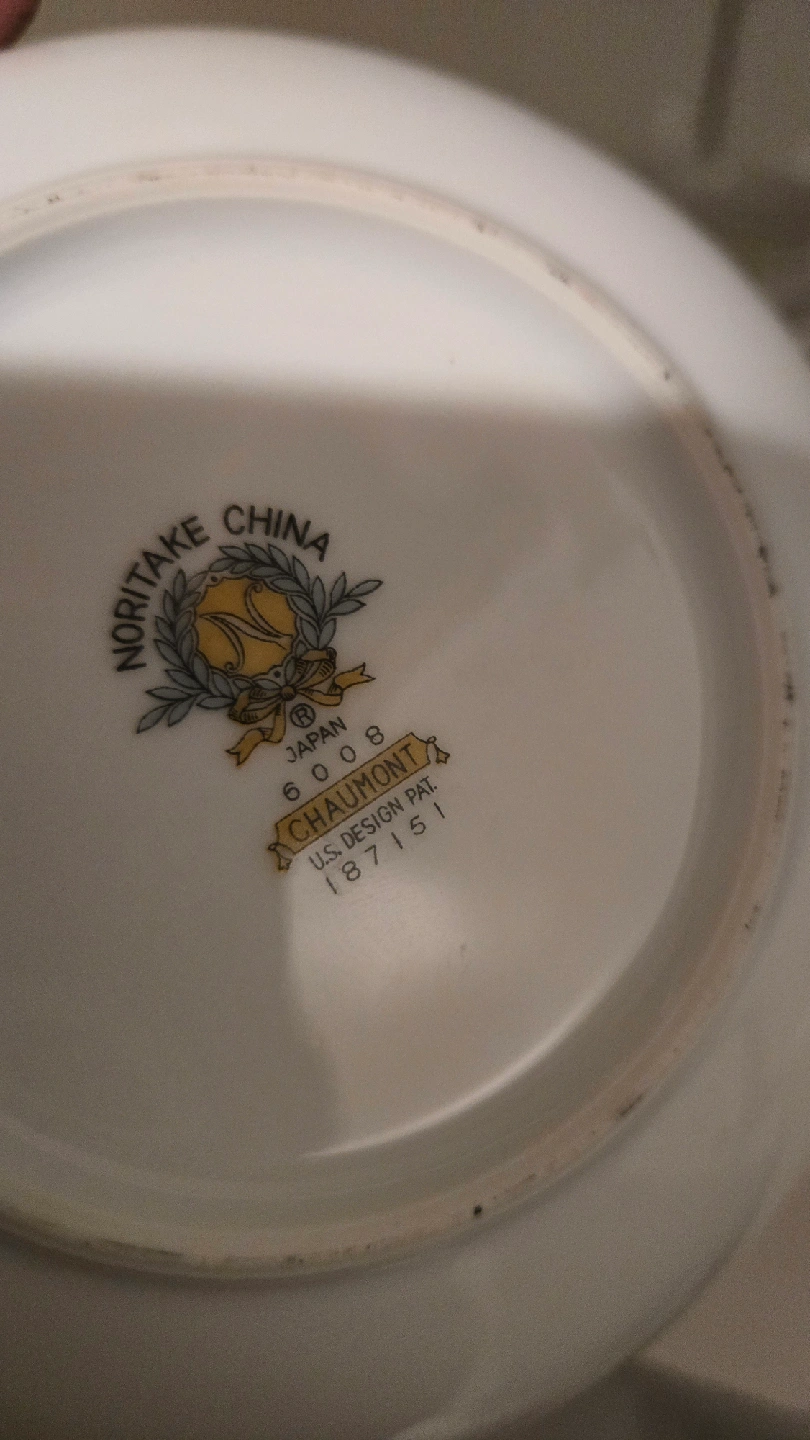 NORITAKE CHINA
N
®
JAPAN
6008
CHAUMONT
U.S. DESIGN PAT.
187151